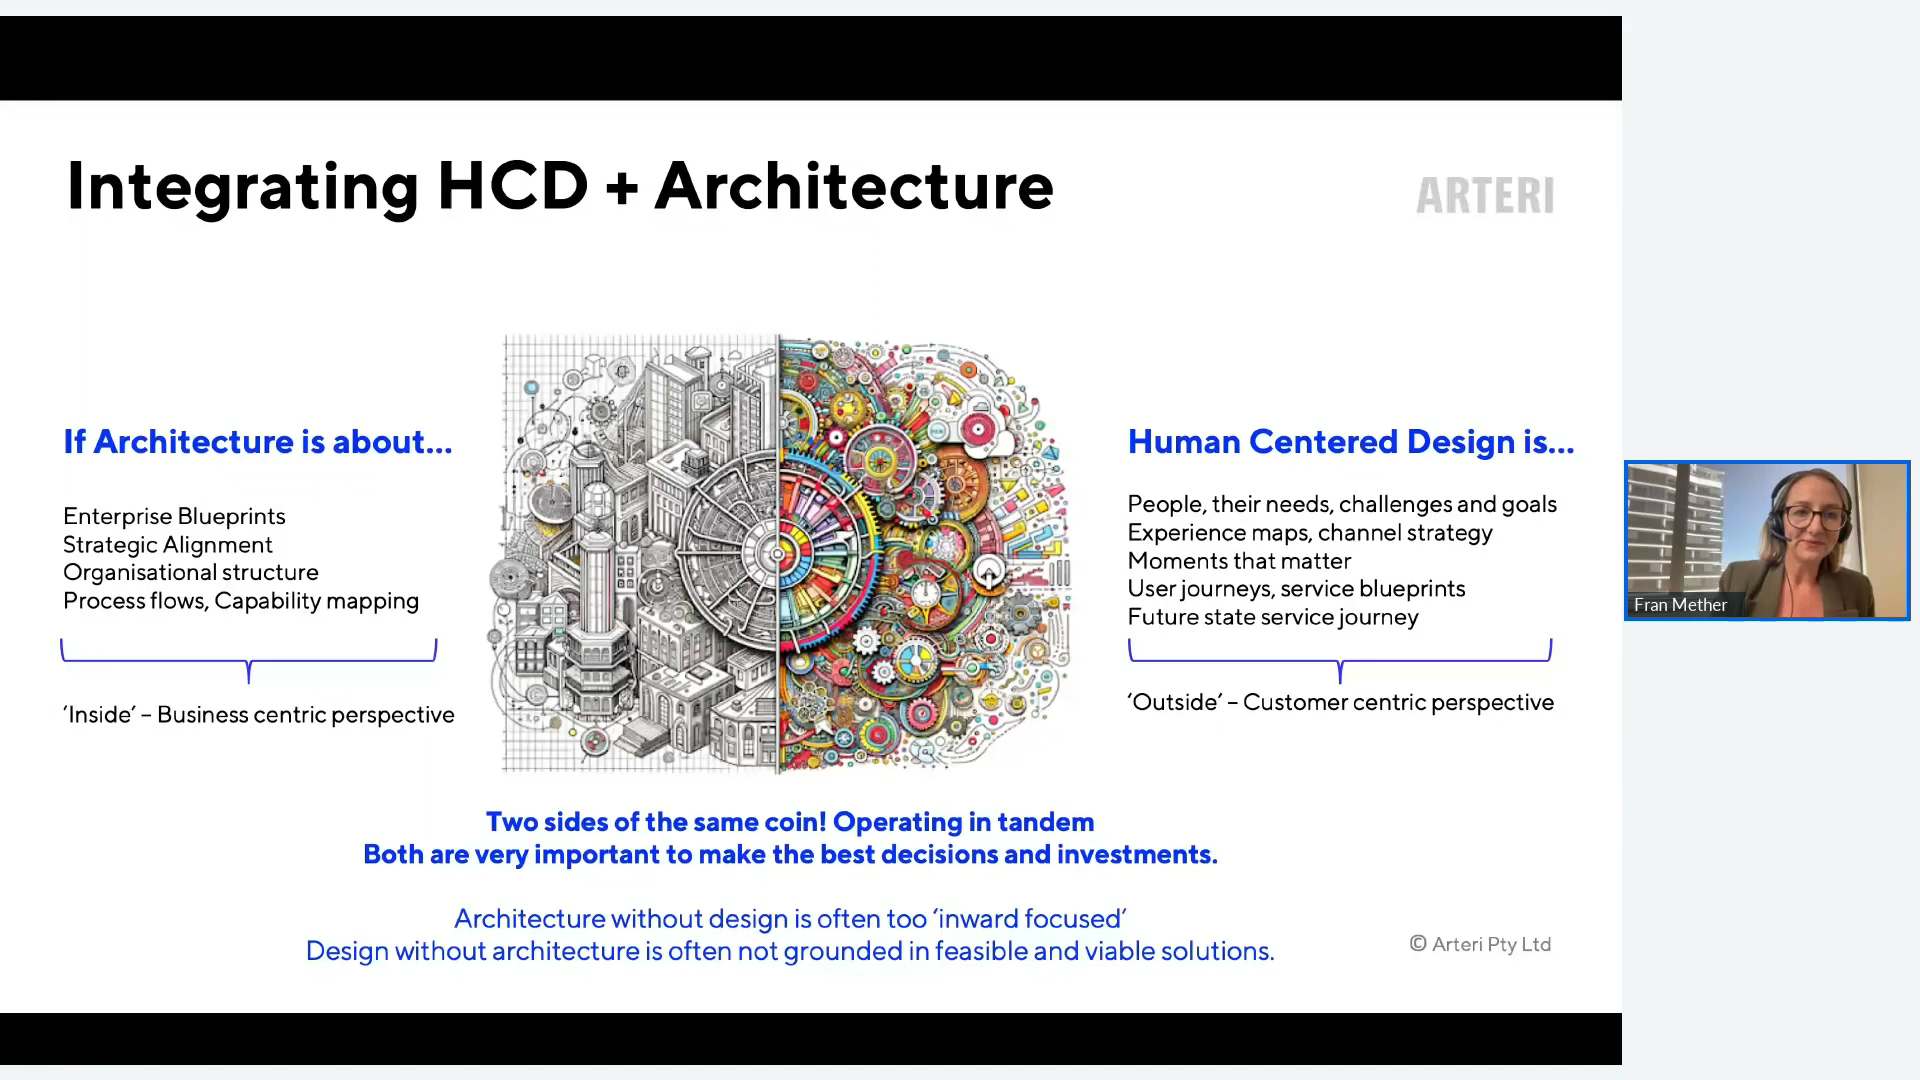 Integrating HCD + Architecture
ARTERI
If Architecture is about...
Enterprise Blueprints
Strategic Alignment
Organisational structure
Process flows, Capability mapping
‘Inside’ – Business centric perspective
Human Centered Design is...
People, their needs, challenges and goals
Experience maps, channel strategy
Moments that matter
User journeys, service blueprints
Future state service journey
‘Outside’ – Customer centric perspective
Two sides of the same coin! Operating in tandem
Both are very important to make the best decisions and investments.
Architecture without design is often too ‘inward focused’
Design without architecture is often not grounded in feasible and viable solutions.
© Arteri Pty Ltd
Fran Mether